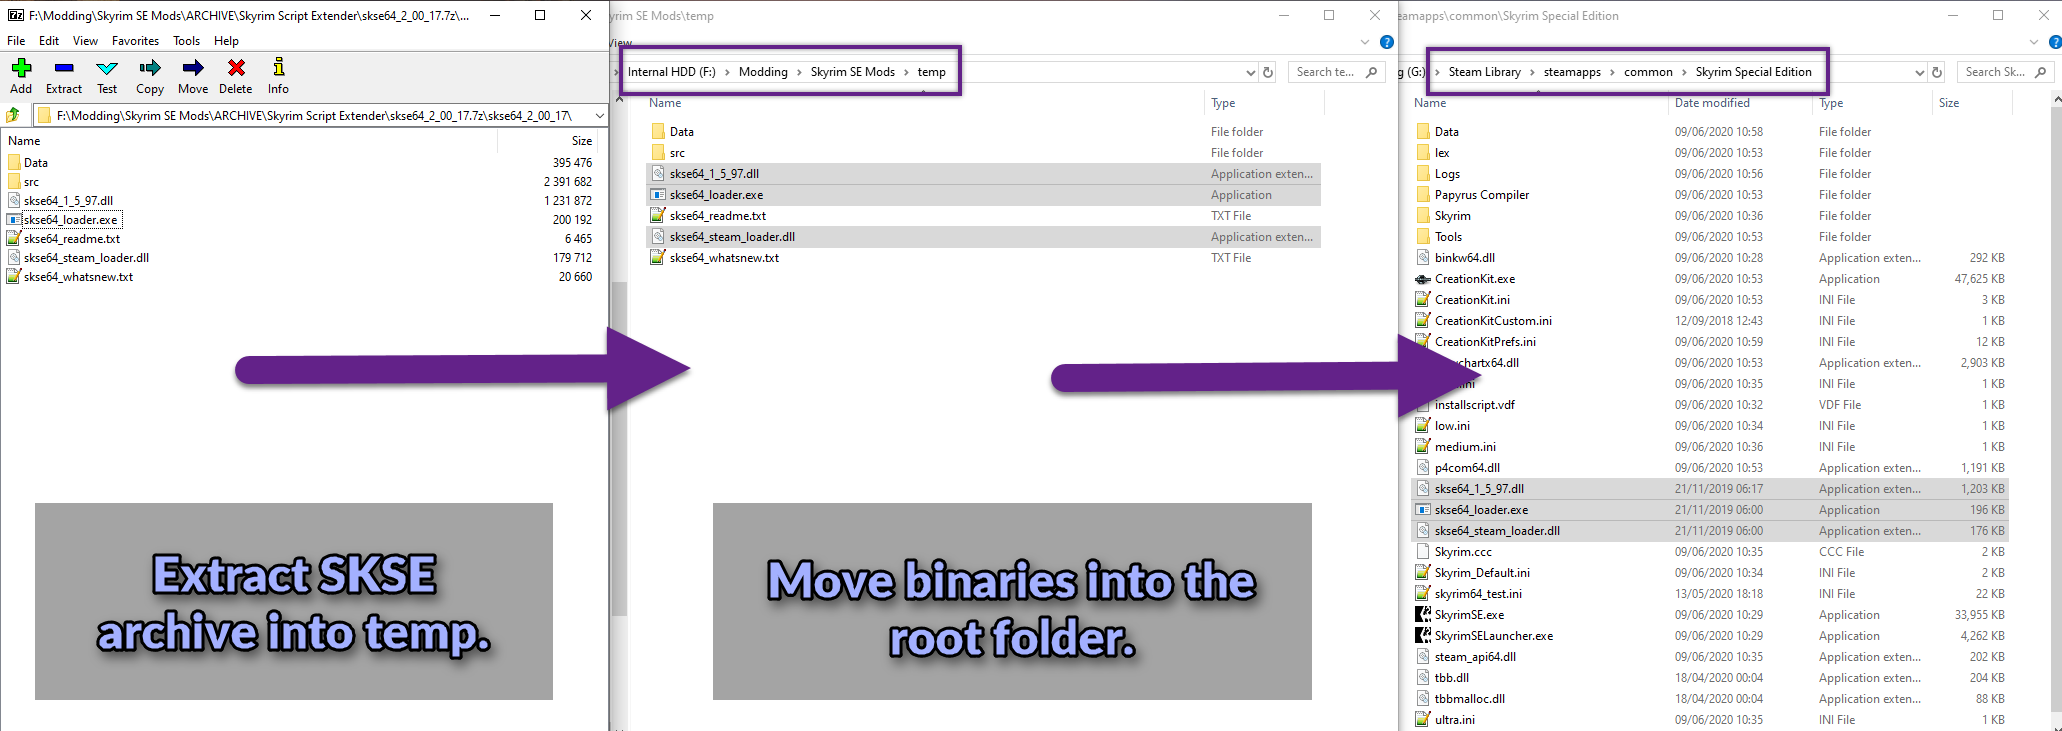 F:\Modding\Skyrim SE Mods\ARCHIVE\Skyrim Script Extender\skse64_2_00_17.7z\...
File Edit View Favorites Tools Help
Add Extract Test Copy Move Delete Info
F:\Modding\Skyrim SE Mods\ARCHIVE\Skyrim Script Extender\skse64_2_00_17.7z\skse64_2_00_17\
Name Size
Data 395 476
src 2 391 682
skse64_1_5_97.dll 1 231 872
skse64_loader.exe 200 192
skse64_readme.txt 6 465
skse64_steam_loader.dll 179 712
skse64_whatsnew.txt 20 660
Extract SKSE
archive into temp.
rim SE Mods\temp
View
Internal HDD (F:) > Modding > Skyrim SE Mods > temp
Search te...
Name Type
Data File folder
src File folder
skse64_1_5_97.dll Application exten...
skse64_loader.exe Application
skse64_readme.txt TXT File
skse64_steam_loader.dll Application exten...
skse64_whatsnew.txt TXT File
Move binaries into the
root folder.
eamapps\common\Skyrim Special Edition
g (G:) > Steam Library > steamapps > common > Skyrim Special Edition
Search Sk...
Name Date modified Type Size
Data 09/06/2020 10:58 File folder
lex 09/06/2020 10:53 File folder
Logs 09/06/2020 10:56 File folder
Papyrus Compiler 09/06/2020 10:53 File folder
Skyrim 09/06/2020 10:36 File folder
Tools 09/06/2020 10:53 File folder
binkw64.dll 09/06/2020 10:28 Application exten... 292 KB
CreationKit.exe 09/06/2020 10:53 Application 47,625 KB
CreationKit.ini 09/06/2020 10:53 INI File 3 KB
CreationKitCustom.ini 12/09/2018 12:43 INI File 1 KB
CreationKitPrefs.ini 09/06/2020 10:59 INI File 12 KB
chartx64.dll 09/06/2020 10:53 Application exten... 2,903 KB
.ini 09/06/2020 10:35 INI File 1 KB
installscript.vdf 09/06/2020 10:32 VDF File 1 KB
low.ini 09/06/2020 10:34 INI File 1 KB
medium.ini 09/06/2020 10:36 INI File 1 KB
p4com64.dll 09/06/2020 10:53 Application exten... 1,191 KB
skse64_1_5_97.dll 21/11/2019 06:17 Application exten... 1,203 KB
skse64_loader.exe 21/11/2019 06:00 Application 196 KB
skse64_steam_loader.dll 21/11/2019 06:00 Application exten... 176 KB
Skyrim.ccc 09/06/2020 10:35 CCC File 2 KB
Skyrim_Default.ini 09/06/2020 10:34 INI File 2 KB
skyrim64_test.ini 13/05/2020 18:18 INI File 22 KB
SkyrimSE.exe 09/06/2020 10:29 Application 33,955 KB
SkyrimSELauncher.exe 09/06/2020 10:29 Application 4,262 KB
steam_api64.dll 09/06/2020 10:35 Application exten... 202 KB
tbb.dll 18/04/2020 00:04 Application exten... 204 KB
tbbmalloc.dll 18/04/2020 00:04 Application exten... 88 KB
ultra.ini 09/06/2020 10:35 INI File 1 KB